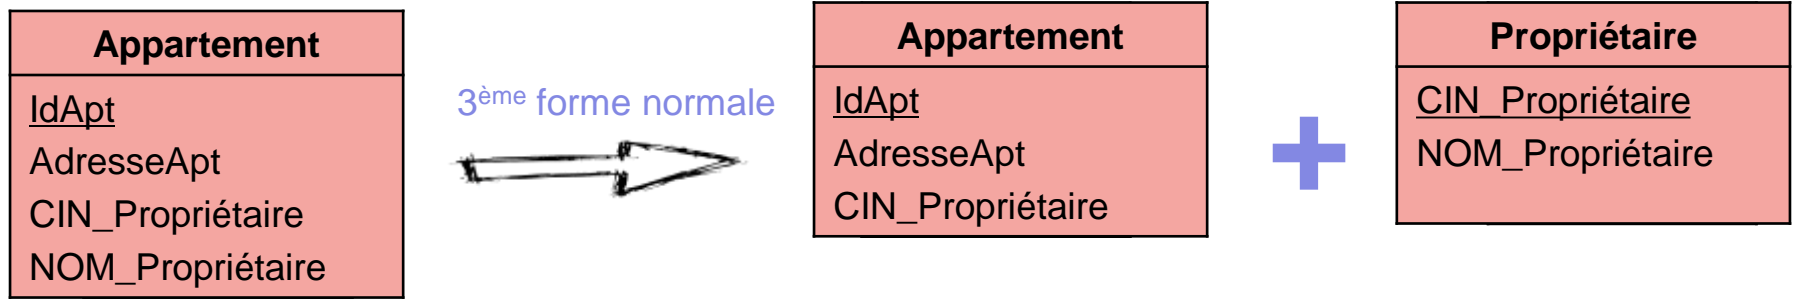 Appartement
IdApt
AdresseApt
CIN_Propriétaire
NOM_Propriétaire
3ème forme normale
Appartement
IdApt
AdresseApt
CIN_Propriétaire
+
Propriétaire
CIN_Propriétaire
NOM_Propriétaire